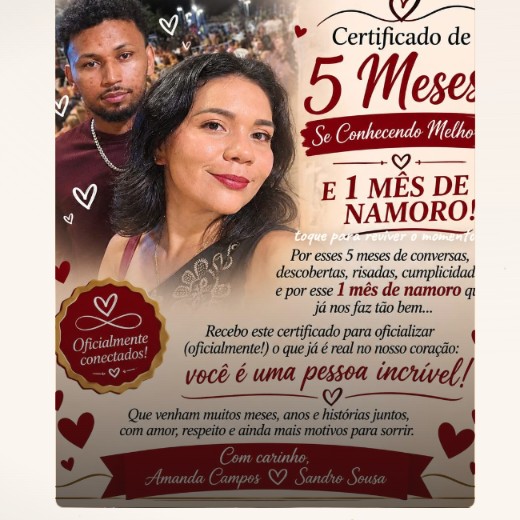 Certificado de
5 Meses
Se Conhecendo Melho
E 1 MÊS DE
NAMORO!
toque para reviver o momento
Por esses 5 meses de conversas,
descobertas, risadas, cumplicidad
e por esse 1 mês de namoro qu
já nos faz tão bem...
Recebo este certificado para oficializar
(oficialmente!) o que já é real no nosso coração:
você é uma pessoa incrível!
Oficialmente
conectados!
Que venham muitos meses, anos e histórias juntos,
com amor, respeito e ainda mais motivos para sorrir.
Com carinho,
Amanda Campos Sandro Sousa